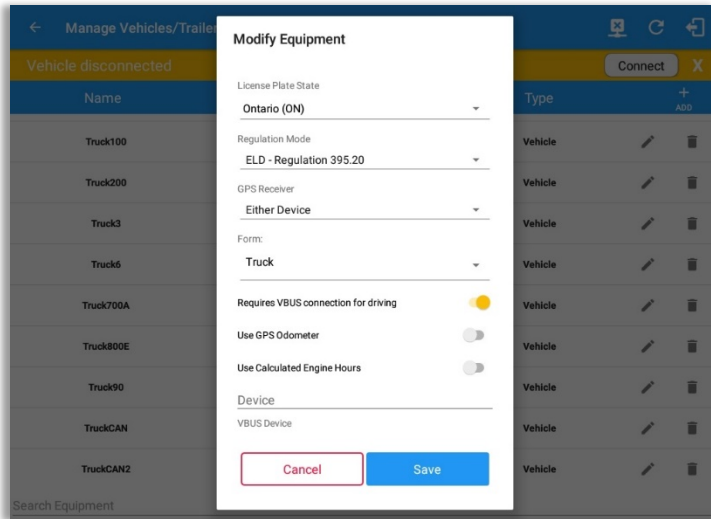 Manage Vehicles/Trailer
Vehicle disconnected
Connect
X
Name
Type
+
ADD
Truck100
Vehicle
Truck200
Vehicle
Truck3
Vehicle
Truck6
Vehicle
Truck700A
Vehicle
Truck800E
Vehicle
Truck90
Vehicle
TruckCAN
Vehicle
TruckCAN2
Vehicle
Search Equipment
Modify Equipment
License Plate State
Ontario (ON)
Regulation Mode
ELD - Regulation 395.20
GPS Receiver
Either Device
Form:
Truck
Requires VBUS connection for driving
Use GPS Odometer
Use Calculated Engine Hours
Device
VBUS Device
Cancel
Save